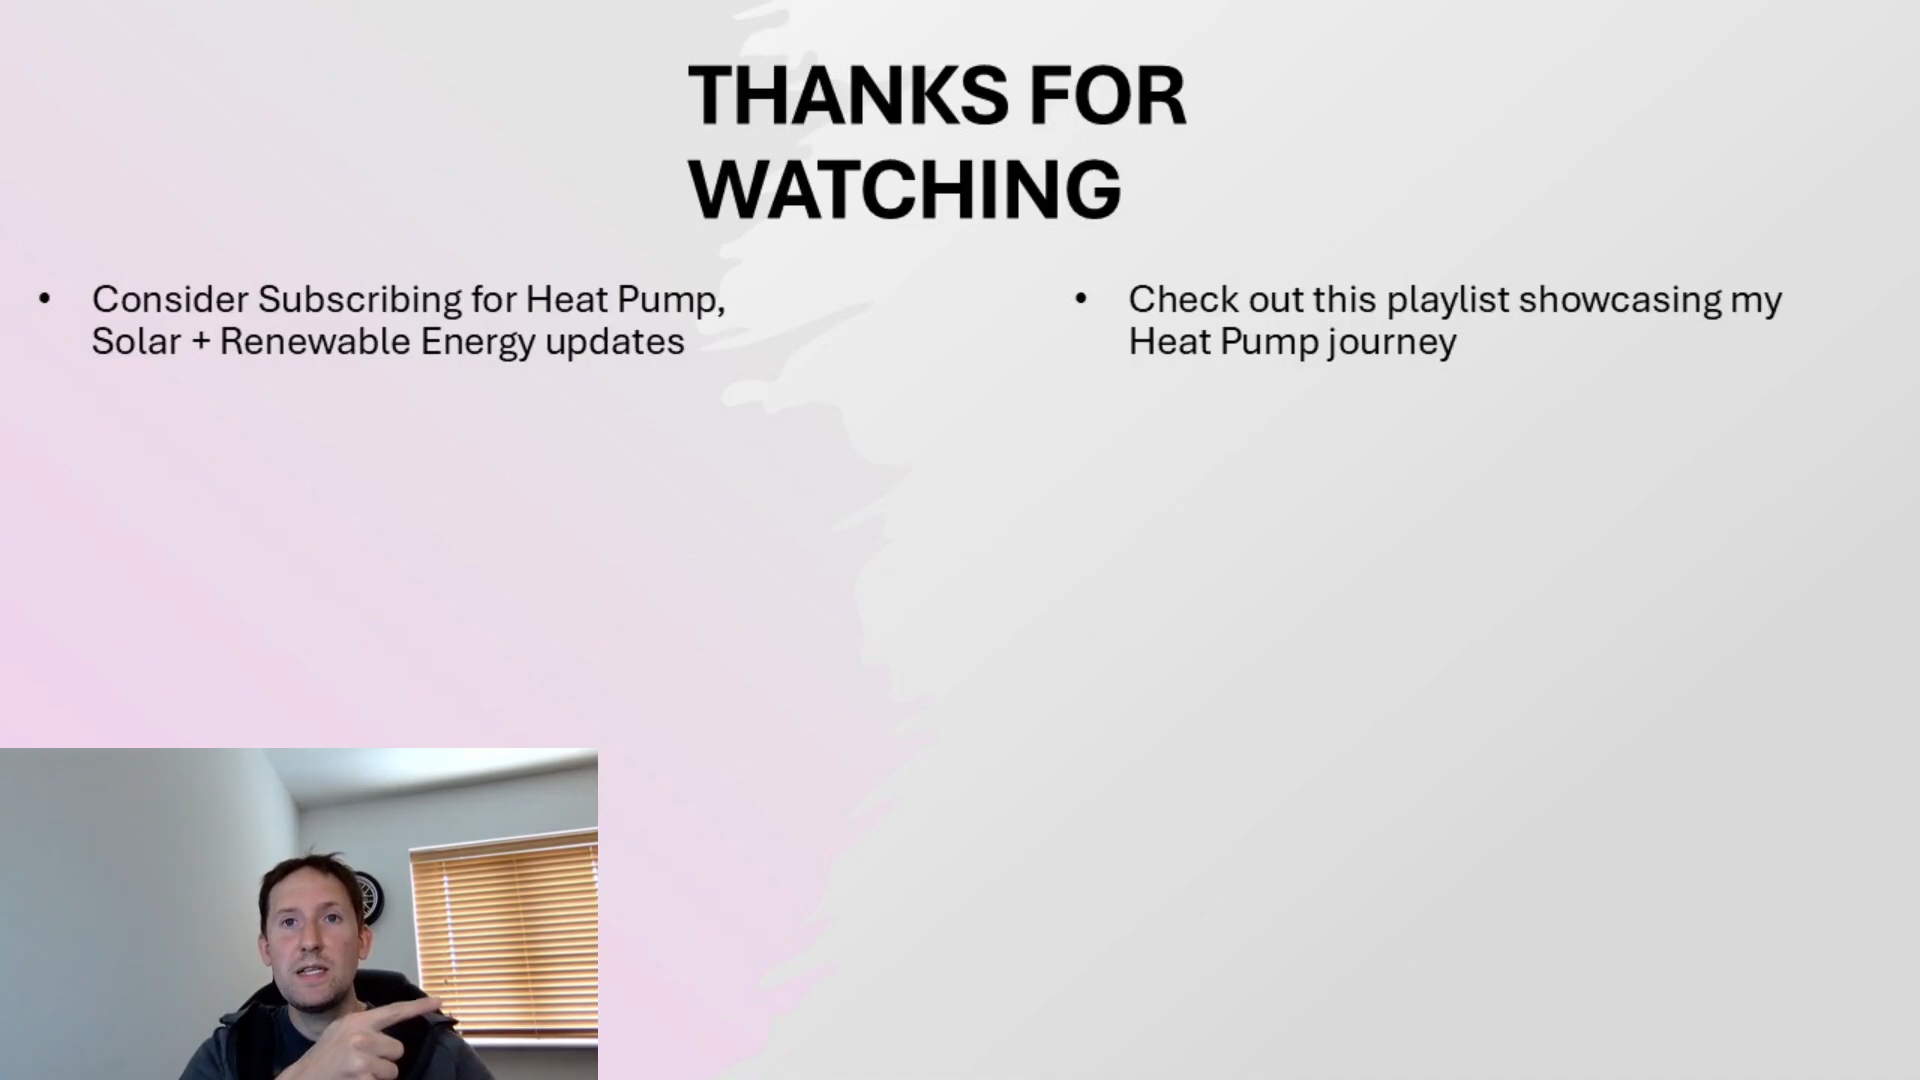 THANKS FOR
WATCHING
• Consider Subscribing for Heat Pump,
Solar + Renewable Energy updates
• Check out this playlist showcasing my
Heat Pump journey